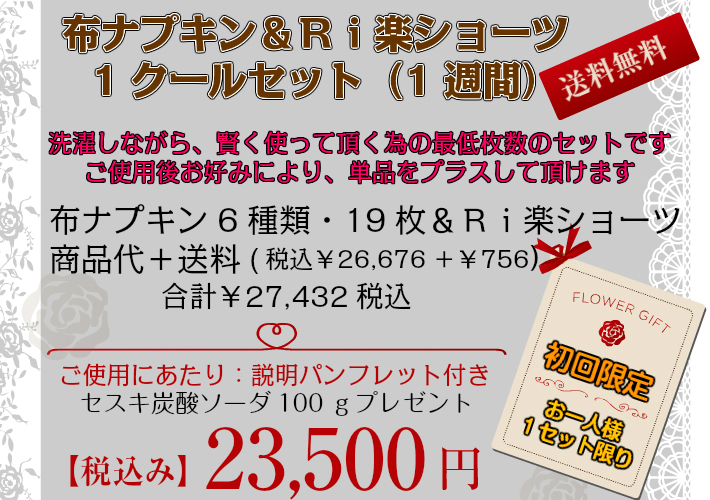 布ナプキン＆Ｒｉ楽ショーツ
1クールセット（1週間）
送料無料
洗濯しながら、賢く使って頂く為の最低枚数のセットです
ご使用後お好みにより、単品をプラスして頂けます
布ナプキン６種類・19枚＆Ｒｉ楽ショーツ
商品代＋送料(税込￥26,676＋￥756)
合計￥27,432税込
FLOWER GIFT
初回限定
お一人様
1セット限り
ご使用にあたり：説明パンフレット付き
セスキ炭酸ソーダ100ｇプレゼント
【税込み】23,500円